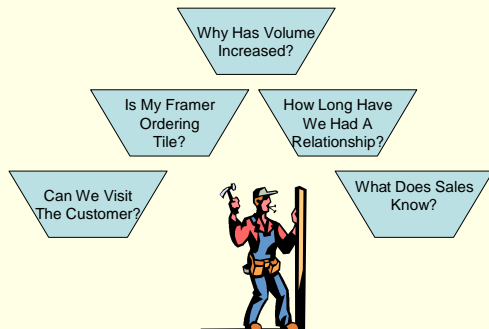 Why Has Volume
Increased?
Is My Framer
Ordering
Tile?
How Long Have
We Had A
Relationship?
Can We Visit
The Customer?
What Does Sales
Know?